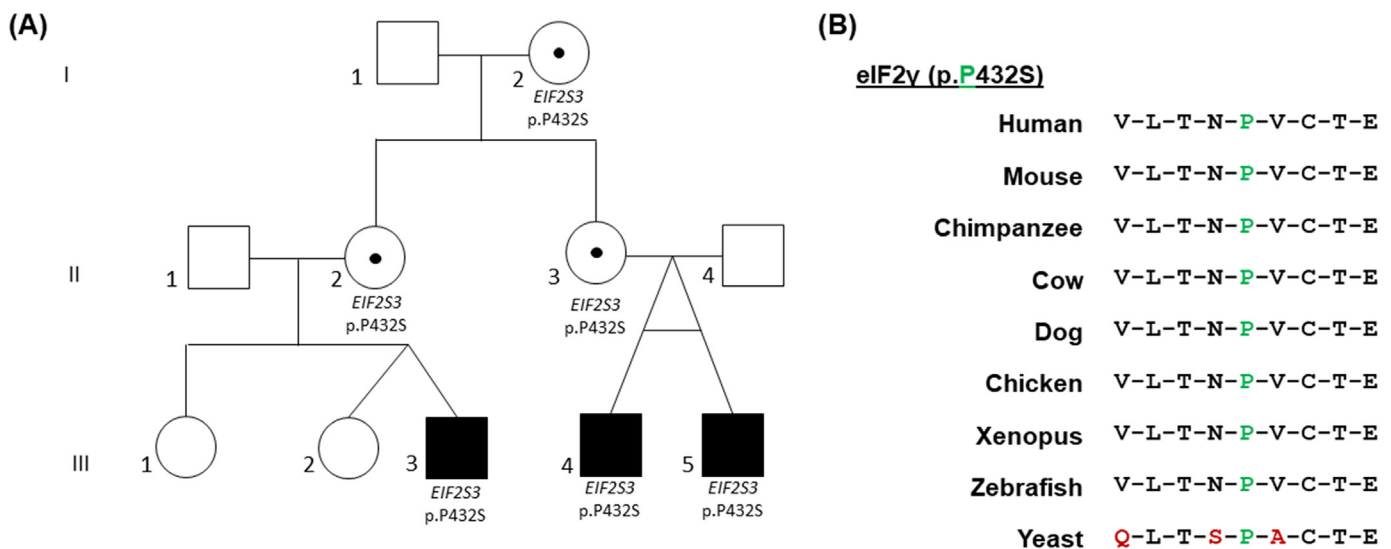 (A)
I
1
2
EIF2S3
p.P432S
II
1
2
EIF2S3
p.P432S
3
EIF2S3
p.P432S
4
III
1
2
3
EIF2S3
p.P432S
4
EIF2S3
p.P432S
5
EIF2S3
p.P432S
(B)
eIF2γ (p.P432S)
Human V-L-T-N-P-V-C-T-E
Mouse V-L-T-N-P-V-C-T-E
Chimpanzee V-L-T-N-P-V-C-T-E
Cow V-L-T-N-P-V-C-T-E
Dog V-L-T-N-P-V-C-T-E
Chicken V-L-T-N-P-V-C-T-E
Xenopus V-L-T-N-P-V-C-T-E
Zebrafish V-L-T-N-P-V-C-T-E
Yeast Q-L-T-S-P-A-C-T-E